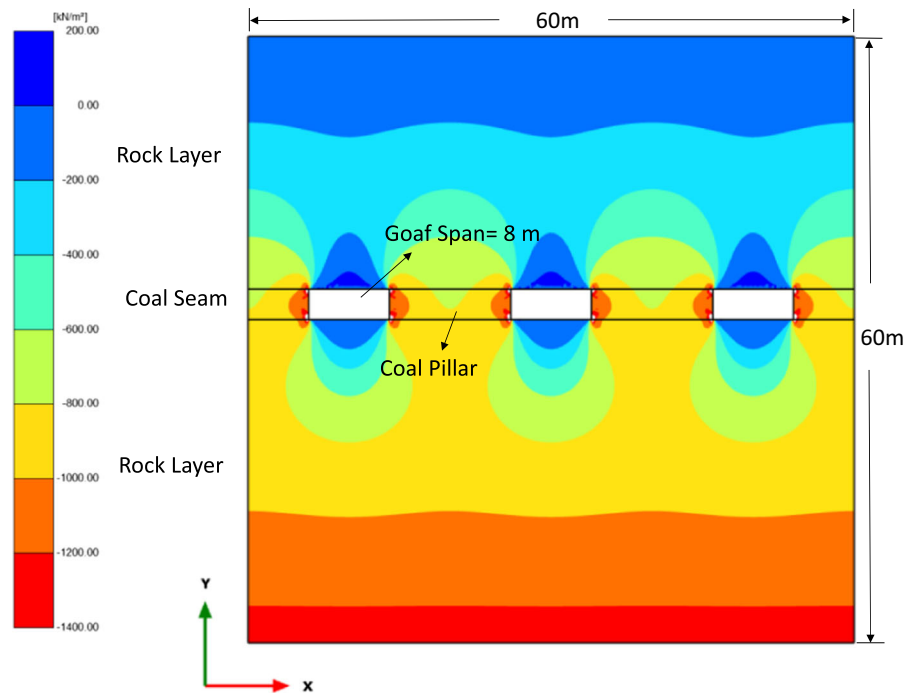 [kN/m³]
200.00
0.00
-200.00
-400.00
-600.00
-800.00
-1000.00
-1200.00
-1400.00
60m
Rock Layer
Goaf Span= 8 m
Coal Seam
60m
Coal Pillar
Rock Layer
Y
X